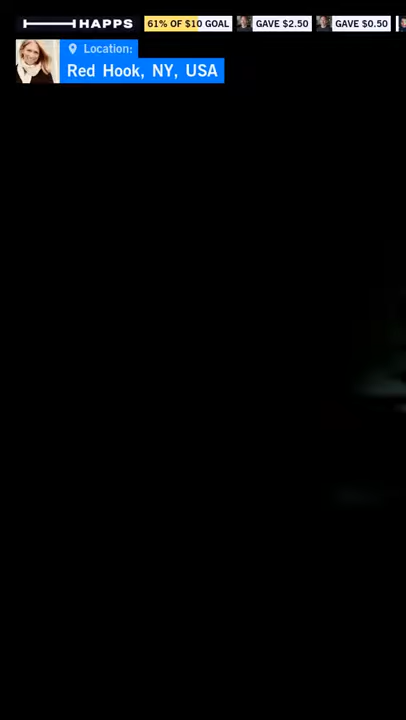 HAPPS 61% OF $10 GOAL GAVE $2.50 GAVE $0.50
Location:
Red Hook, NY, USA